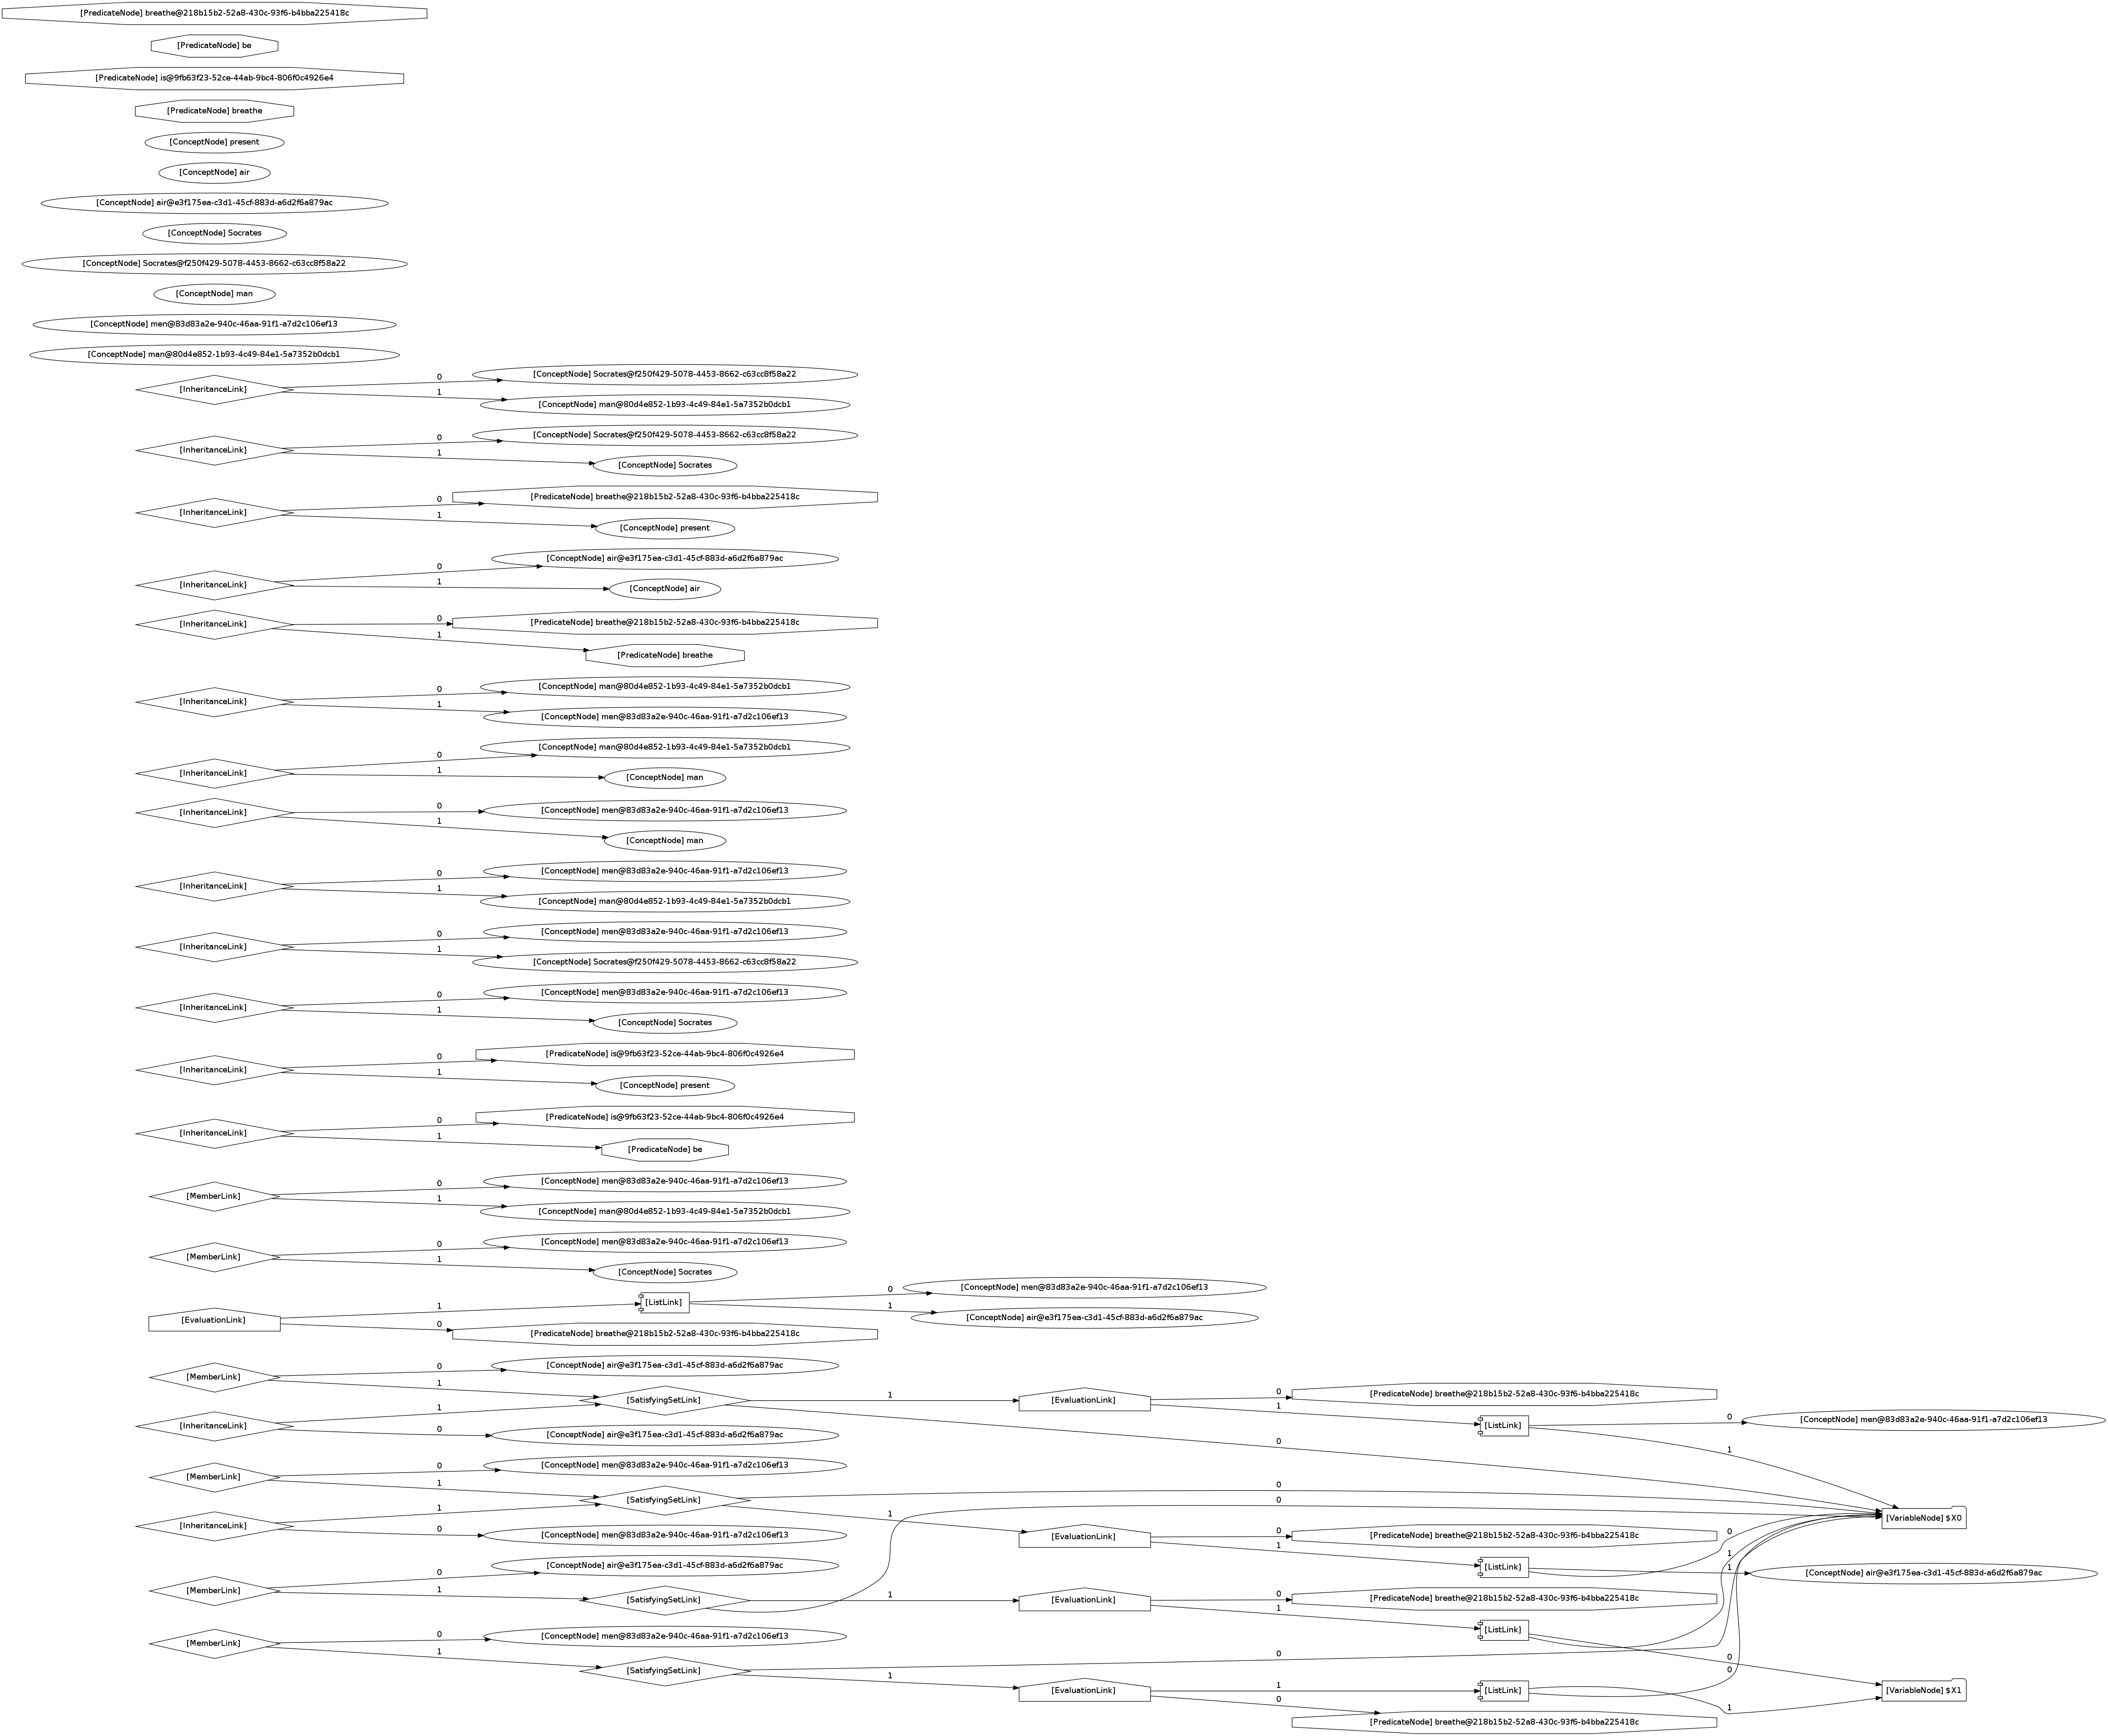 [PredicateNode] breathe@218b15b2-52a8-430c-93f6-b4bba225418c
[PredicateNode] be
[PredicateNode] is@9fb63f23-52ce-44ab-9bc4-806f0c4926e4
[PredicateNode] breathe
[ConceptNode] present
[ConceptNode] air
[ConceptNode] air@e3f175ea-c3d1-45cf-883d-a6d2f6a879ac
[ConceptNode] Socrates
[ConceptNode] Socrates@f250f429-5078-4453-8662-c63cc8f58a22
[ConceptNode] man
[ConceptNode] men@83d83a2e-940c-46aa-91f1-a7d2c106ef13
[ConceptNode] man@80d4e852-1b93-4c49-84e1-5a7352b0dcb1
[InheritanceLink]
0
[ConceptNode] Socrates@f250f429-5078-4453-8662-c63cc8f58a22
1
[ConceptNode] man@80d4e852-1b93-4c49-84e1-5a7352b0dcb1
[InheritanceLink]
0
[ConceptNode] Socrates@f250f429-5078-4453-8662-c63cc8f58a22
1
[ConceptNode] Socrates
[InheritanceLink]
0
[PredicateNode] breathe@218b15b2-52a8-430c-93f6-b4bba225418c
1
[ConceptNode] present
[InheritanceLink]
0
[ConceptNode] air@e3f175ea-c3d1-45cf-883d-a6d2f6a879ac
1
[ConceptNode] air
[InheritanceLink]
0
[PredicateNode] breathe@218b15b2-52a8-430c-93f6-b4bba225418c
1
[PredicateNode] breathe
[InheritanceLink]
0
[ConceptNode] man@80d4e852-1b93-4c49-84e1-5a7352b0dcb1
1
[ConceptNode] men@83d83a2e-940c-46aa-91f1-a7d2c106ef13
[InheritanceLink]
0
[ConceptNode] man@80d4e852-1b93-4c49-84e1-5a7352b0dcb1
1
[ConceptNode] man
[InheritanceLink]
0
[ConceptNode] men@83d83a2e-940c-46aa-91f1-a7d2c106ef13
1
[ConceptNode] man
[InheritanceLink]
0
[ConceptNode] men@83d83a2e-940c-46aa-91f1-a7d2c106ef13
1
[ConceptNode] man@80d4e852-1b93-4c49-84e1-5a7352b0dcb1
[InheritanceLink]
0
[ConceptNode] men@83d83a2e-940c-46aa-91f1-a7d2c106ef13
1
[ConceptNode] Socrates@f250f429-5078-4453-8662-c63cc8f58a22
[InheritanceLink]
0
[ConceptNode] men@83d83a2e-940c-46aa-91f1-a7d2c106ef13
1
[ConceptNode] Socrates
[InheritanceLink]
0
[PredicateNode] is@9fb63f23-52ce-44ab-9bc4-806f0c4926e4
1
[ConceptNode] present
[InheritanceLink]
0
[PredicateNode] is@9fb63f23-52ce-44ab-9bc4-806f0c4926e4
1
[PredicateNode] be
[MemberLink]
0
[ConceptNode] men@83d83a2e-940c-46aa-91f1-a7d2c106ef13
1
[ConceptNode] man@80d4e852-1b93-4c49-84e1-5a7352b0dcb1
[MemberLink]
0
[ConceptNode] men@83d83a2e-940c-46aa-91f1-a7d2c106ef13
1
[ConceptNode] Socrates
[EvaluationLink]
1
[ListLink]
0
[ConceptNode] men@83d83a2e-940c-46aa-91f1-a7d2c106ef13
1
[ConceptNode] air@e3f175ea-c3d1-45cf-883d-a6d2f6a879ac
0
[PredicateNode] breathe@218b15b2-52a8-430c-93f6-b4bba225418c
[MemberLink]
0
[ConceptNode] air@e3f175ea-c3d1-45cf-883d-a6d2f6a879ac
1
[SatisfyingSetLink]
1
[EvaluationLink]
0
[PredicateNode] breathe@218b15b2-52a8-430c-93f6-b4bba225418c
1
[ListLink]
0
[ConceptNode] men@83d83a2e-940c-46aa-91f1-a7d2c106ef13
1
0
[InheritanceLink]
1
0
[ConceptNode] air@e3f175ea-c3d1-45cf-883d-a6d2f6a879ac
[MemberLink]
0
[ConceptNode] men@83d83a2e-940c-46aa-91f1-a7d2c106ef13
1
[SatisfyingSetLink]
0
0
[VariableNode] $X0
1
[EvaluationLink]
0
[PredicateNode] breathe@218b15b2-52a8-430c-93f6-b4bba225418c
1
[ListLink]
0
1
1
[ConceptNode] air@e3f175ea-c3d1-45cf-883d-a6d2f6a879ac
[InheritanceLink]
1
0
[ConceptNode] men@83d83a2e-940c-46aa-91f1-a7d2c106ef13
[MemberLink]
0
[ConceptNode] air@e3f175ea-c3d1-45cf-883d-a6d2f6a879ac
1
[SatisfyingSetLink]
1
[EvaluationLink]
0
[PredicateNode] breathe@218b15b2-52a8-430c-93f6-b4bba225418c
1
[ListLink]
0
[MemberLink]
0
[ConceptNode] men@83d83a2e-940c-46aa-91f1-a7d2c106ef13
1
[SatisfyingSetLink]
0
1
[EvaluationLink]
1
[ListLink]
0
1
[VariableNode] $X1
0
[PredicateNode] breathe@218b15b2-52a8-430c-93f6-b4bba225418c